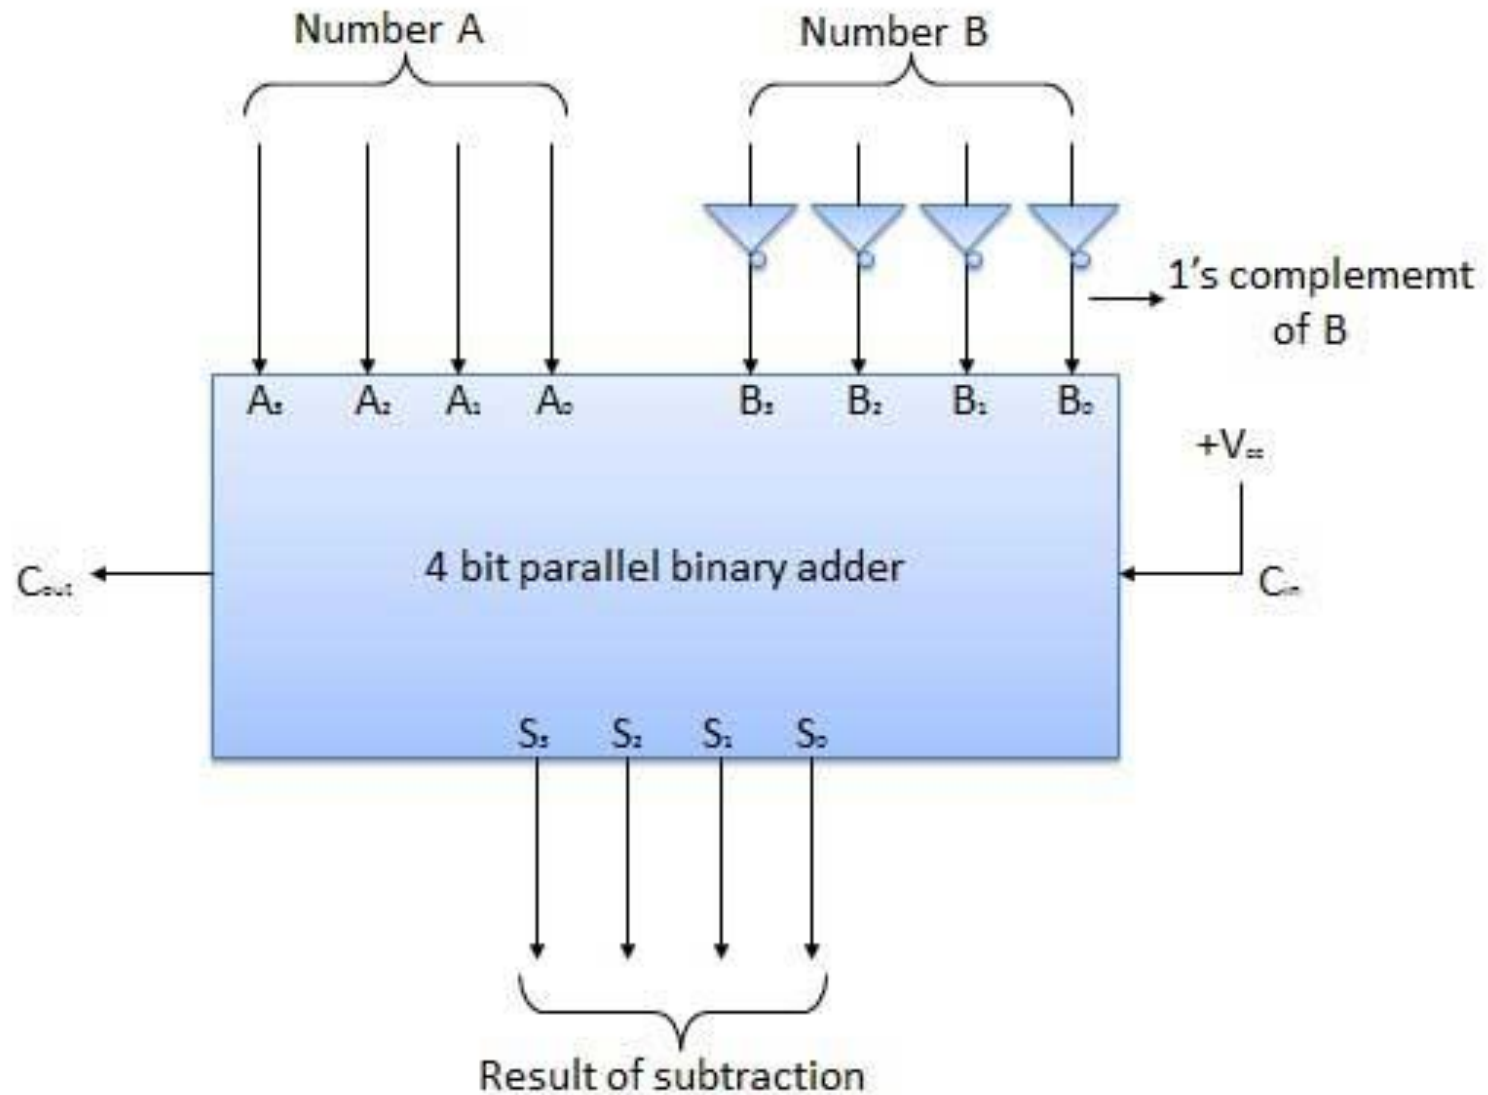 Number A
Number B
1's complememt
of B
A₃ A₂ A₁ A₀ B₃ B₂ B₁ B₀
+Vcc
4 bit parallel binary adder
Cout
Cin
S₃ S₂ S₁ S₀
Result of subtraction